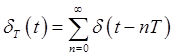 δ_T(t) = ∑_{n=0}^{∞} δ(t − nT)